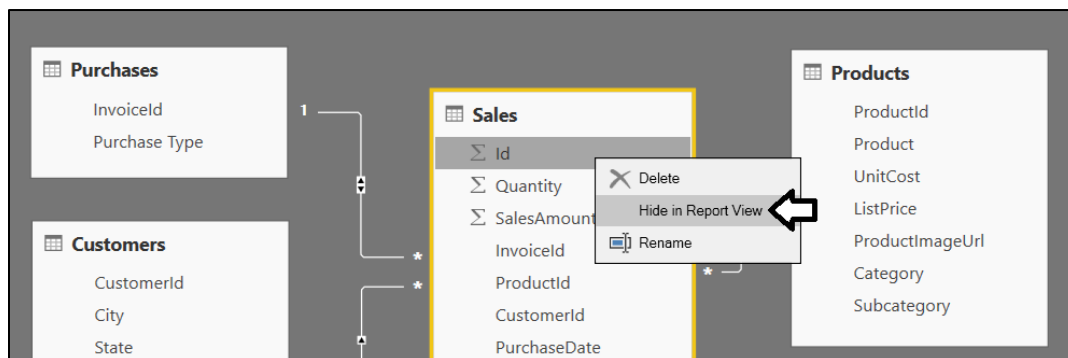 Purchases
InvoiceId
Purchase Type
1
Customers
CustomerId
City
State
*
*
Sales
Σ Id
Σ Quantity
Σ SalesAmount
InvoiceId
ProductId
CustomerId
PurchaseDate
Delete
Hide in Report View
Rename
*
Products
ProductId
Product
UnitCost
ListPrice
ProductImageUrl
Category
Subcategory